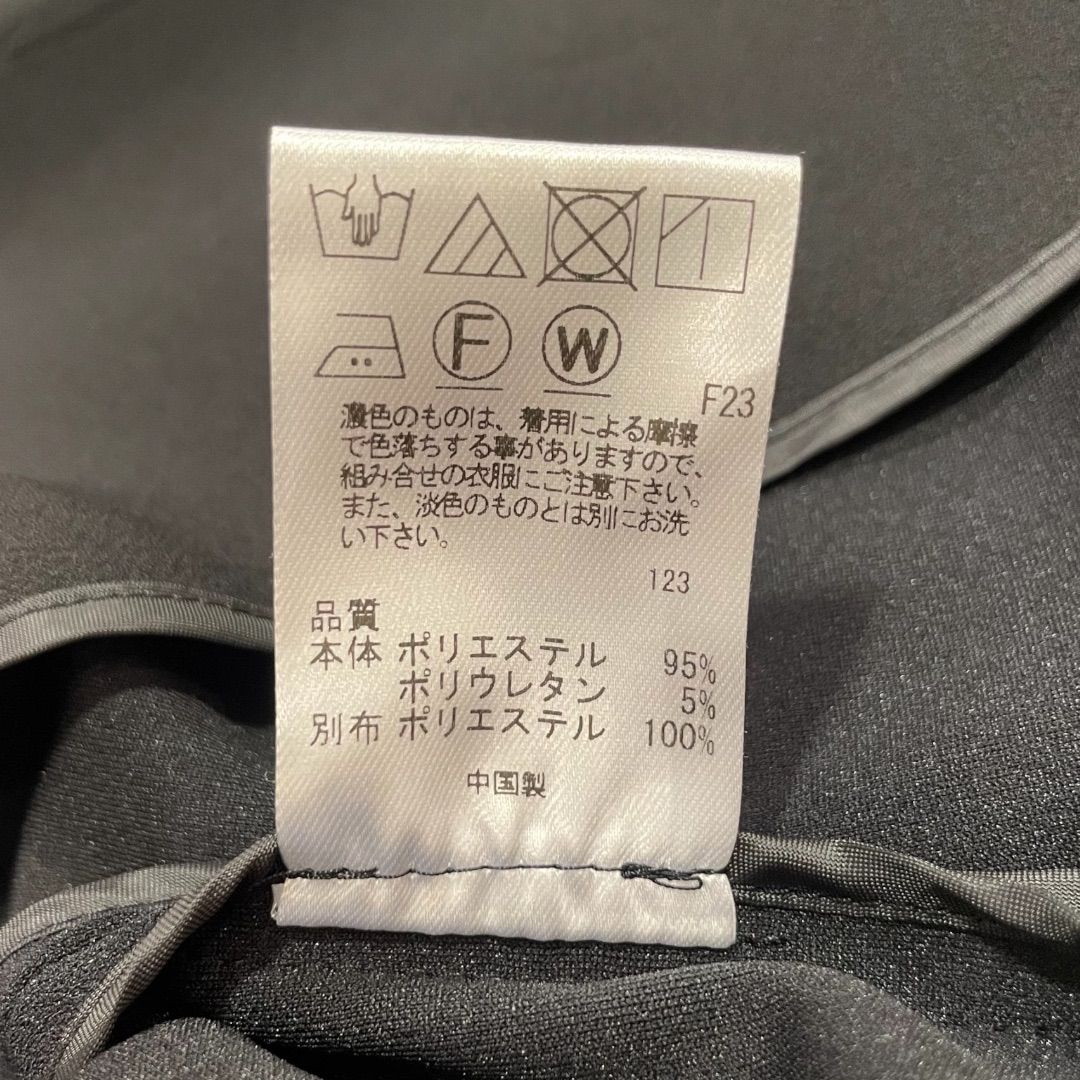 F W
F23
濃色のものは、着用による摩擦
で色落ちする事がありますので、
組み合せの衣服にご注意下さい。
また、淡色のものとは別にお洗
い下さい。
123
品質
本体 ポリエステル 95%
ポリウレタン 5%
別布 ポリエステル 100%
中国製